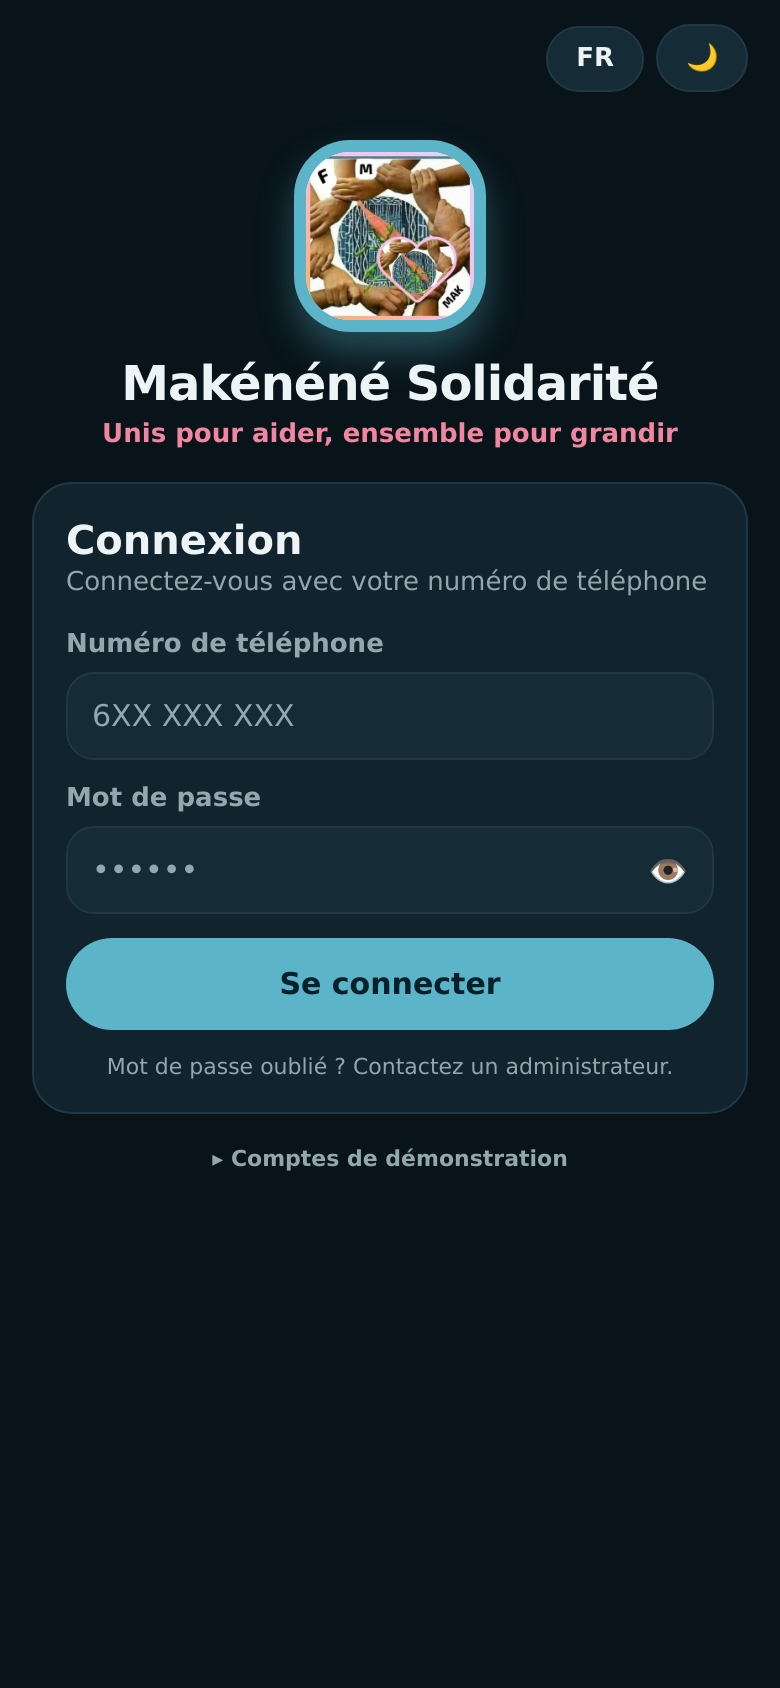 FR
F
M
MAK
Makénéné Solidarité
Unis pour aider, ensemble pour grandir
Connexion
Connectez-vous avec votre numéro de téléphone
Numéro de téléphone
6XX XXX XXX
Mot de passe
••••••
Se connecter
Mot de passe oublié ? Contactez un administrateur.
▸ Comptes de démonstration